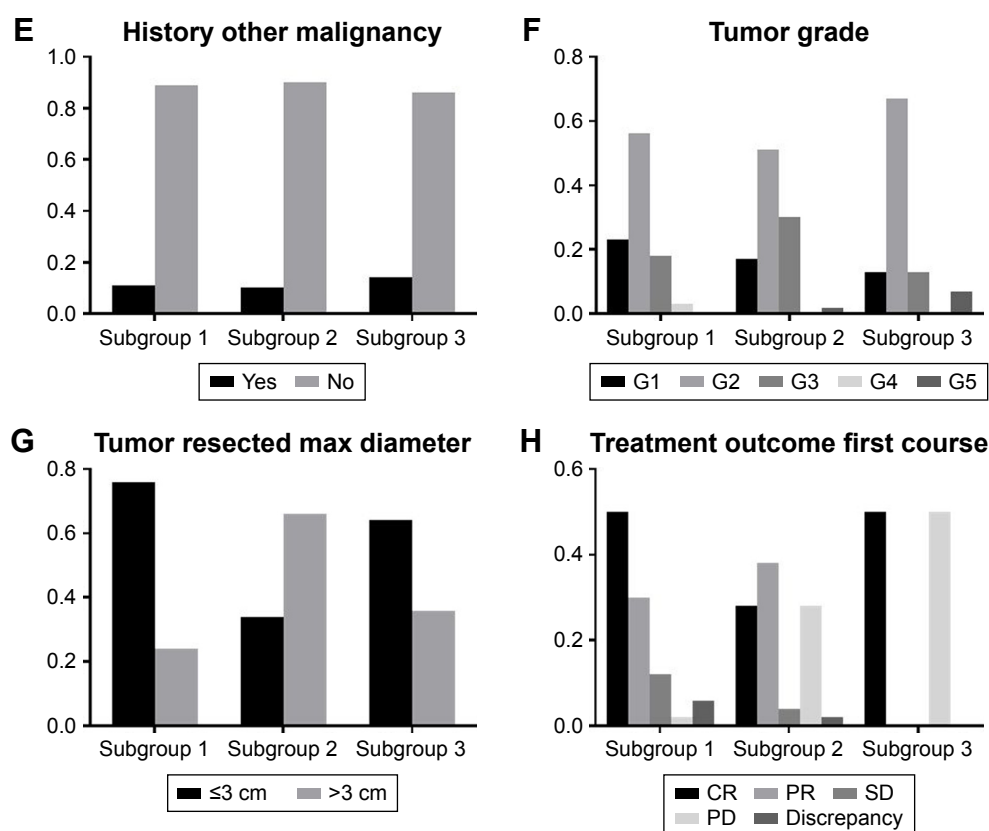 E History other malignancy
1.0
0.8
0.6
0.4
0.2
0.0
Subgroup 1 Subgroup 2 Subgroup 3
Yes No
F Tumor grade
0.8
0.6
0.4
0.2
0.0
Subgroup 1 Subgroup 2 Subgroup 3
G1 G2 G3 G4 G5
G Tumor resected max diameter
0.8
0.6
0.4
0.2
0.0
Subgroup 1 Subgroup 2 Subgroup 3
≤3 cm >3 cm
H Treatment outcome first course
0.6
0.4
0.2
0.0
Subgroup 1 Subgroup 2 Subgroup 3
CR PR SD
PD Discrepancy